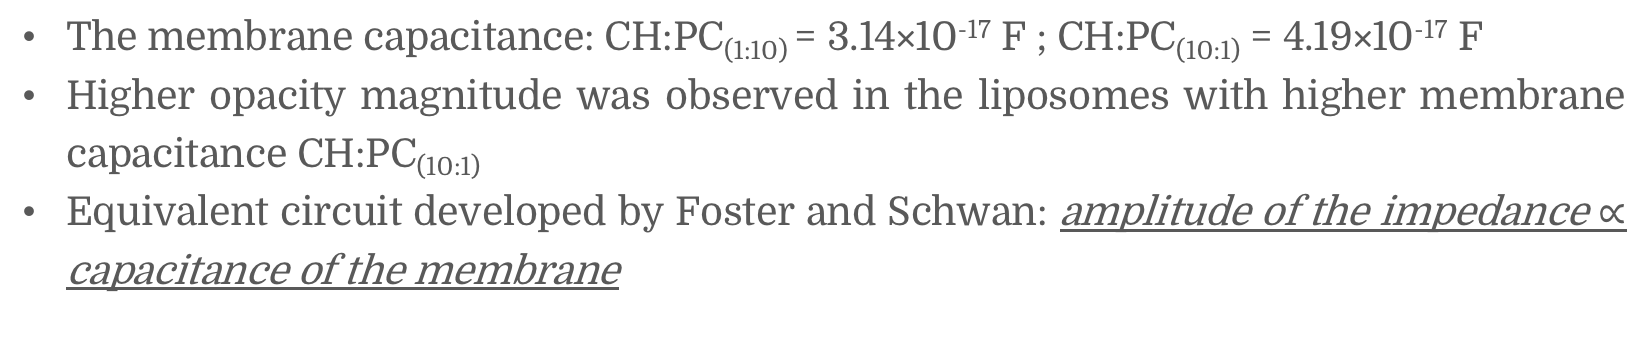 • The membrane capacitance: CH:PC(1:10) = 3.14×10-17 F ; CH:PC(10:1) = 4.19×10-17 F
• Higher opacity magnitude was observed in the liposomes with higher membrane
capacitance CH:PC(10:1)
• Equivalent circuit developed by Foster and Schwan: amplitude of the impedance ∝
capacitance of the membrane